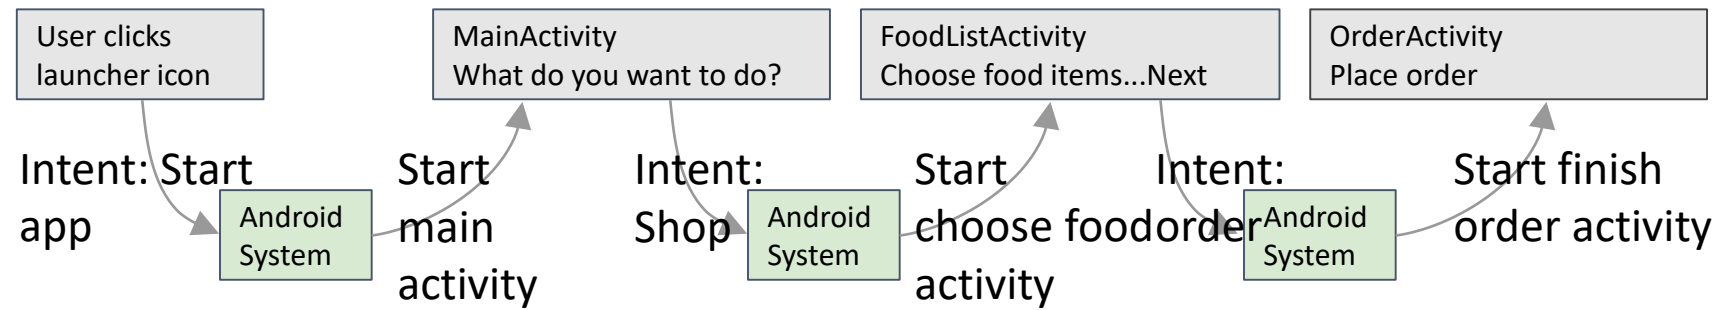 User clicks
launcher icon
MainActivity
What do you want to do?
FoodListActivity
Choose food items...Next
OrderActivity
Place order
Intent: Start
app
Android
System
Start
main
activity
Intent:
Shop
Android
System
Start
choose food
activity
Intent:
order
Android
System
Start finish
order activity